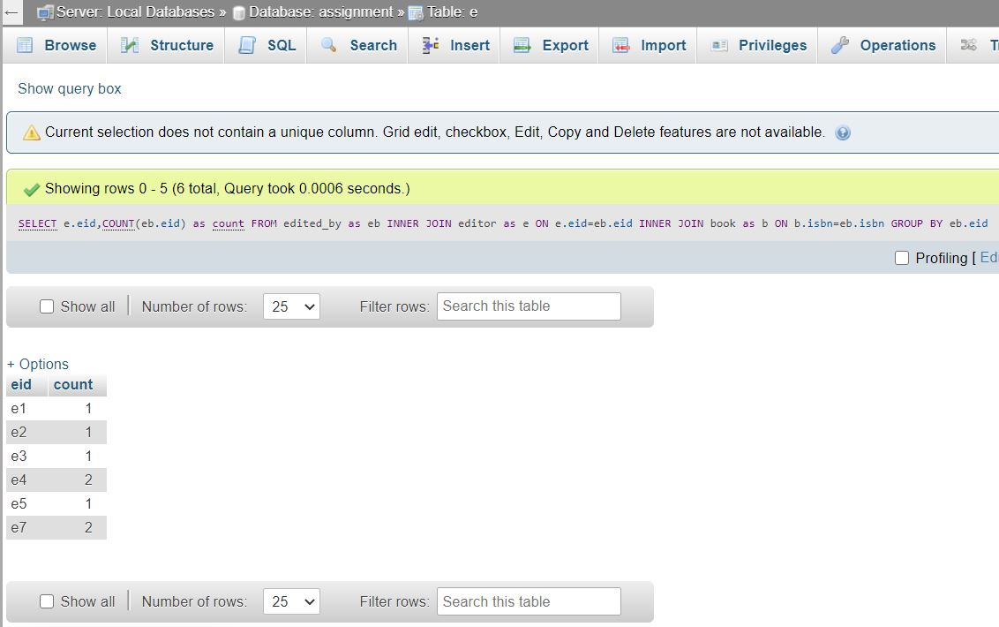 Server: Local Databases » Database: assignment » Table: e
Browse Structure SQL Search Insert Export Import Privileges Operations
Show query box
Current selection does not contain a unique column. Grid edit, checkbox, Edit, Copy and Delete features are not available.
Showing rows 0 - 5 (6 total, Query took 0.0006 seconds.)
SELECT e.eid,COUNT(eb.eid) as count FROM edited_by as eb INNER JOIN editor as e ON e.eid=eb.eid INNER JOIN book as b ON b.isbn=eb.isbn GROUP BY eb.eid
Profiling [ Ed
Show all Number of rows: 25 Filter rows: Search this table
+ Options
eid count
e1 1
e2 1
e3 1
e4 2
e5 1
e7 2
Show all Number of rows: 25 Filter rows: Search this table